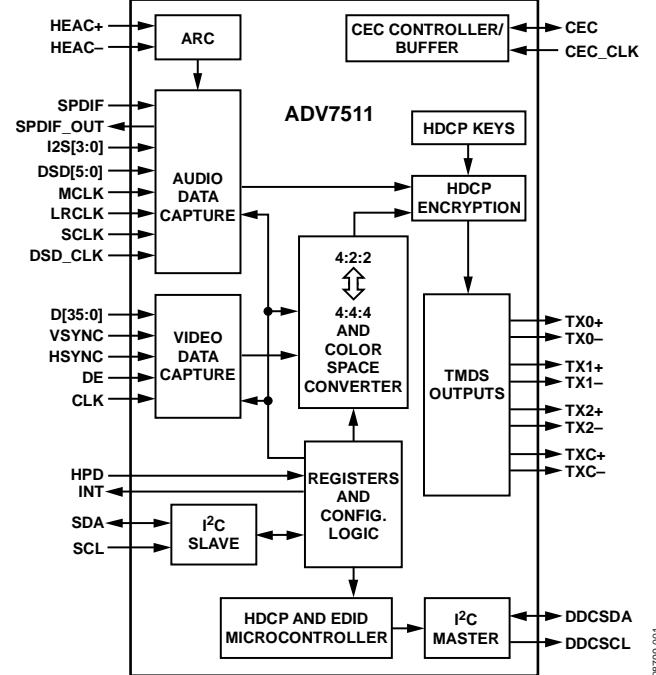 HEAC+
HEAC–
ARC
CEC CONTROLLER/
BUFFER
CEC
CEC_CLK
ADV7511
SPDIF
SPDIF_OUT
I2S[3:0]
DSD[5:0]
MCLK
LRCLK
SCLK
DSD_CLK
AUDIO
DATA
CAPTURE
HDCP KEYS
HDCP
ENCRYPTION
4:2:2
4:4:4
AND
COLOR
SPACE
CONVERTER
D[35:0]
VSYNC
HSYNC
DE
CLK
VIDEO
DATA
CAPTURE
TMDS
OUTPUTS
TX0+
TX0–
TX1+
TX1–
TX2+
TX2–
TXC+
TXC–
HPD
INT
REGISTERS
AND
CONFIG.
LOGIC
SDA
SCL
I²C
SLAVE
HDCP AND EDID
MICROCONTROLLER
I²C
MASTER
DDCSDA
DDCSCL